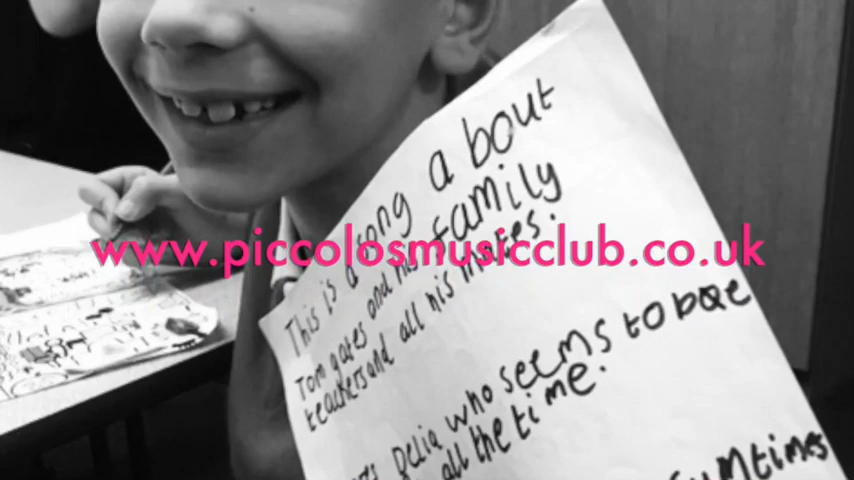 This is a song a bout
Tom gates and his family
teachers and all his mates.
www.piccolosmusicclub.co.uk
Delia who seems to
all the time.
sumtimes